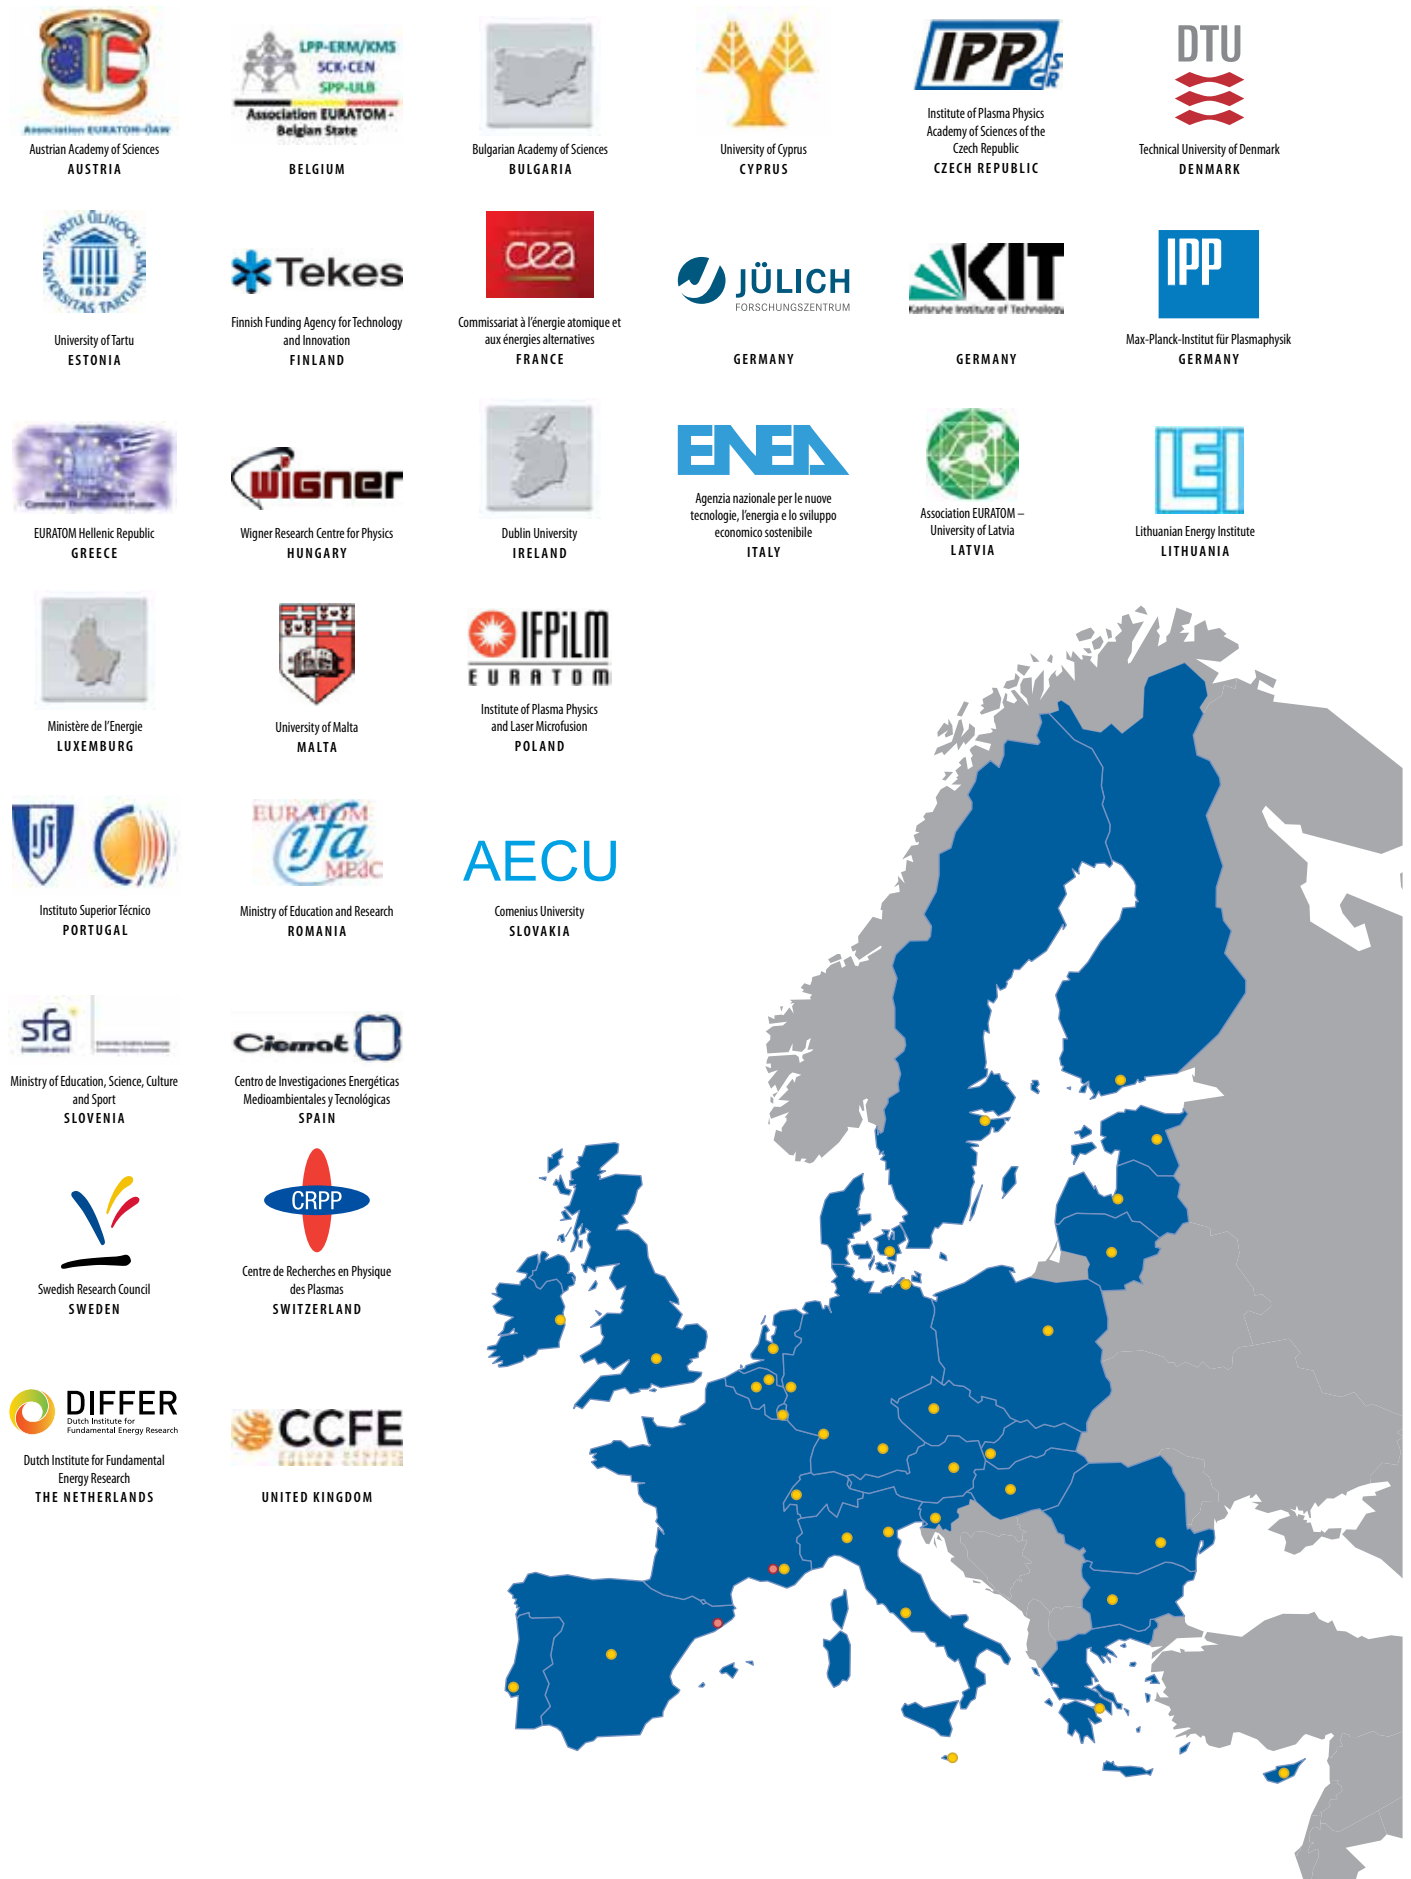 Association EURATOM-ÖAW
Austrian Academy of Sciences
AUSTRIA
LPP-ERM/KMS
SCK·CEN
SPP-ULB
Association EURATOM -
Belgian State
BELGIUM
Bulgarian Academy of Sciences
BULGARIA
University of Cyprus
CYPRUS
IPP
AS
CR
Institute of Plasma Physics
Academy of Sciences of the
Czech Republic
CZECH REPUBLIC
DTU
Technical University of Denmark
DENMARK
TARTU ÜLIKOOL
UNIVERSITAS TARTUENSIS
1632
University of Tartu
ESTONIA
Tekes
Finnish Funding Agency for Technology
and Innovation
FINLAND
cea
Commissariat à l'énergie atomique et
aux énergies alternatives
FRANCE
JÜLICH
FORSCHUNGSZENTRUM
GERMANY
KIT
Karlsruhe Institute of Technology
GERMANY
IPP
Max-Planck-Institut für Plasmaphysik
GERMANY
EURATOM Hellenic Republic
GREECE
wigner
Wigner Research Centre for Physics
HUNGARY
Dublin University
IRELAND
ENEA
Agenzia nazionale per le nuove
tecnologie, l'energia e lo sviluppo
economico sostenibile
ITALY
Association EURATOM –
University of Latvia
LATVIA
LEI
Lithuanian Energy Institute
LITHUANIA
Ministère de l'Energie
LUXEMBURG
University of Malta
MALTA
IFPiLM
EURATOM
Institute of Plasma Physics
and Laser Microfusion
POLAND
IST
Instituto Superior Técnico
PORTUGAL
EURATOM
ifa
MEdC
Ministry of Education and Research
ROMANIA
AECU
Comenius University
SLOVAKIA
sfa
Ministry of Education, Science, Culture
and Sport
SLOVENIA
Ciemat
Centro de Investigaciones Energéticas
Medioambientales y Tecnológicas
SPAIN
Swedish Research Council
SWEDEN
CRPP
Centre de Recherches en Physique
des Plasmas
SWITZERLAND
DIFFER
Dutch Institute for
Fundamental Energy Research
Dutch Institute for Fundamental
Energy Research
THE NETHERLANDS
CCFE
UNITED KINGDOM